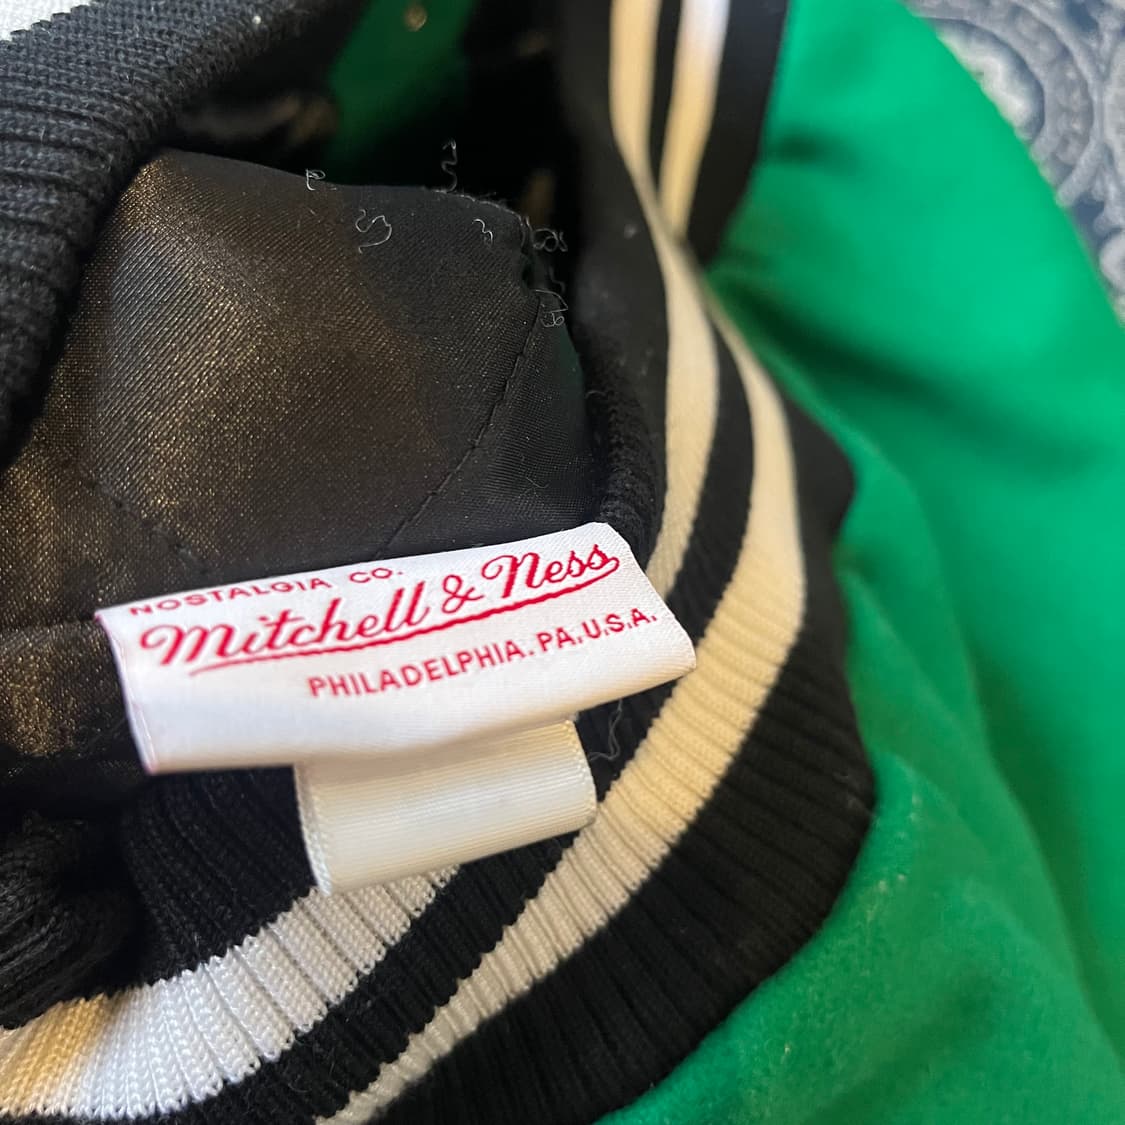 NOSTALGIA CO.
Mitchell & Ness
PHILADELPHIA. PA. U.S.A.